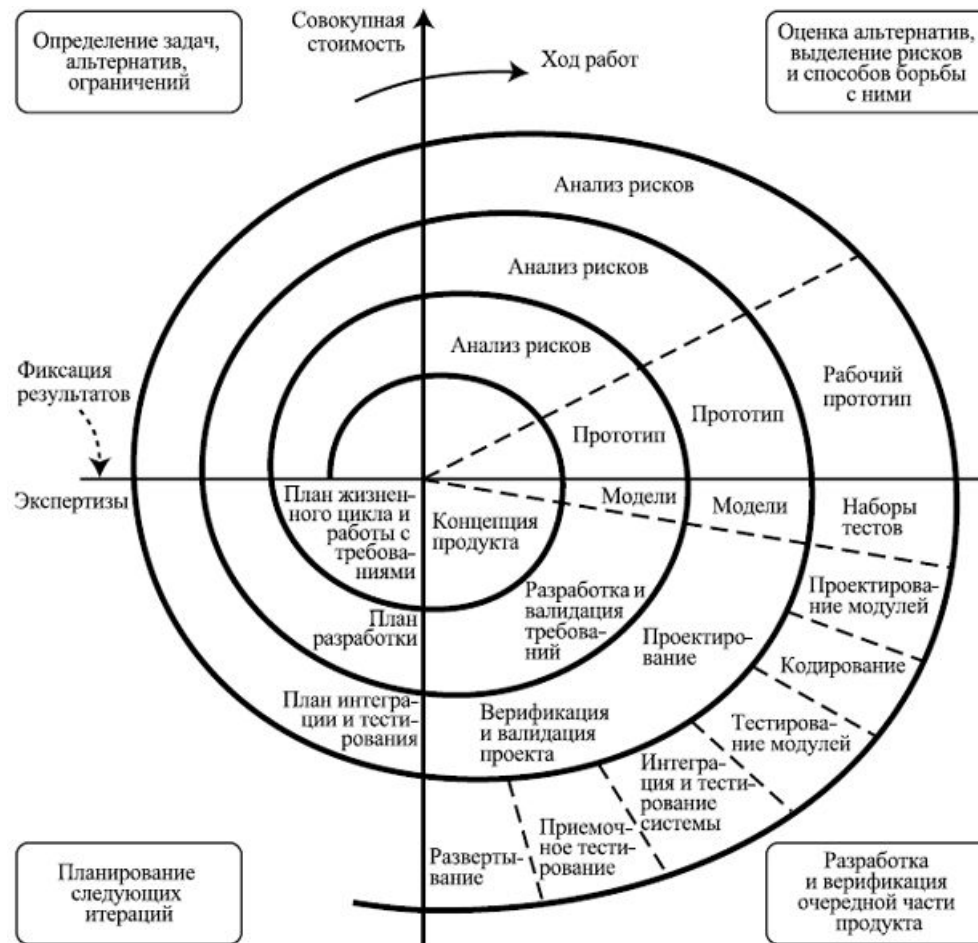 Определение задач,
альтернатив,
ограничений
Совокупная
стоимость
Ход работ
Оценка альтернатив,
выделение рисков
и способов борьбы
с ними
Анализ рисков
Анализ рисков
Анализ рисков
Фиксация
результатов
Рабочий
прототип
Прототип
Прототип
Экспертизы
План жизнен-
ного цикла и
работы с
требова-
ниями
Концепция
продукта
Модели
Модели
Наборы
тестов
План
разработки
Разработка и
валидация
требова-
ний
Проектиро-
вание
Проектирова-
ние модулей
Кодирование
План интегра-
ции и тести-
рования
Верификация
и валидация
проекта
Тестирова-
ние модулей
Интегра-
ция и тести-
рование
системы
Приемоч-
ное тести-
рование
Разверты-
вание
Планирование
следующих
итераций
Разработка
и верификация
очередной части
продукта